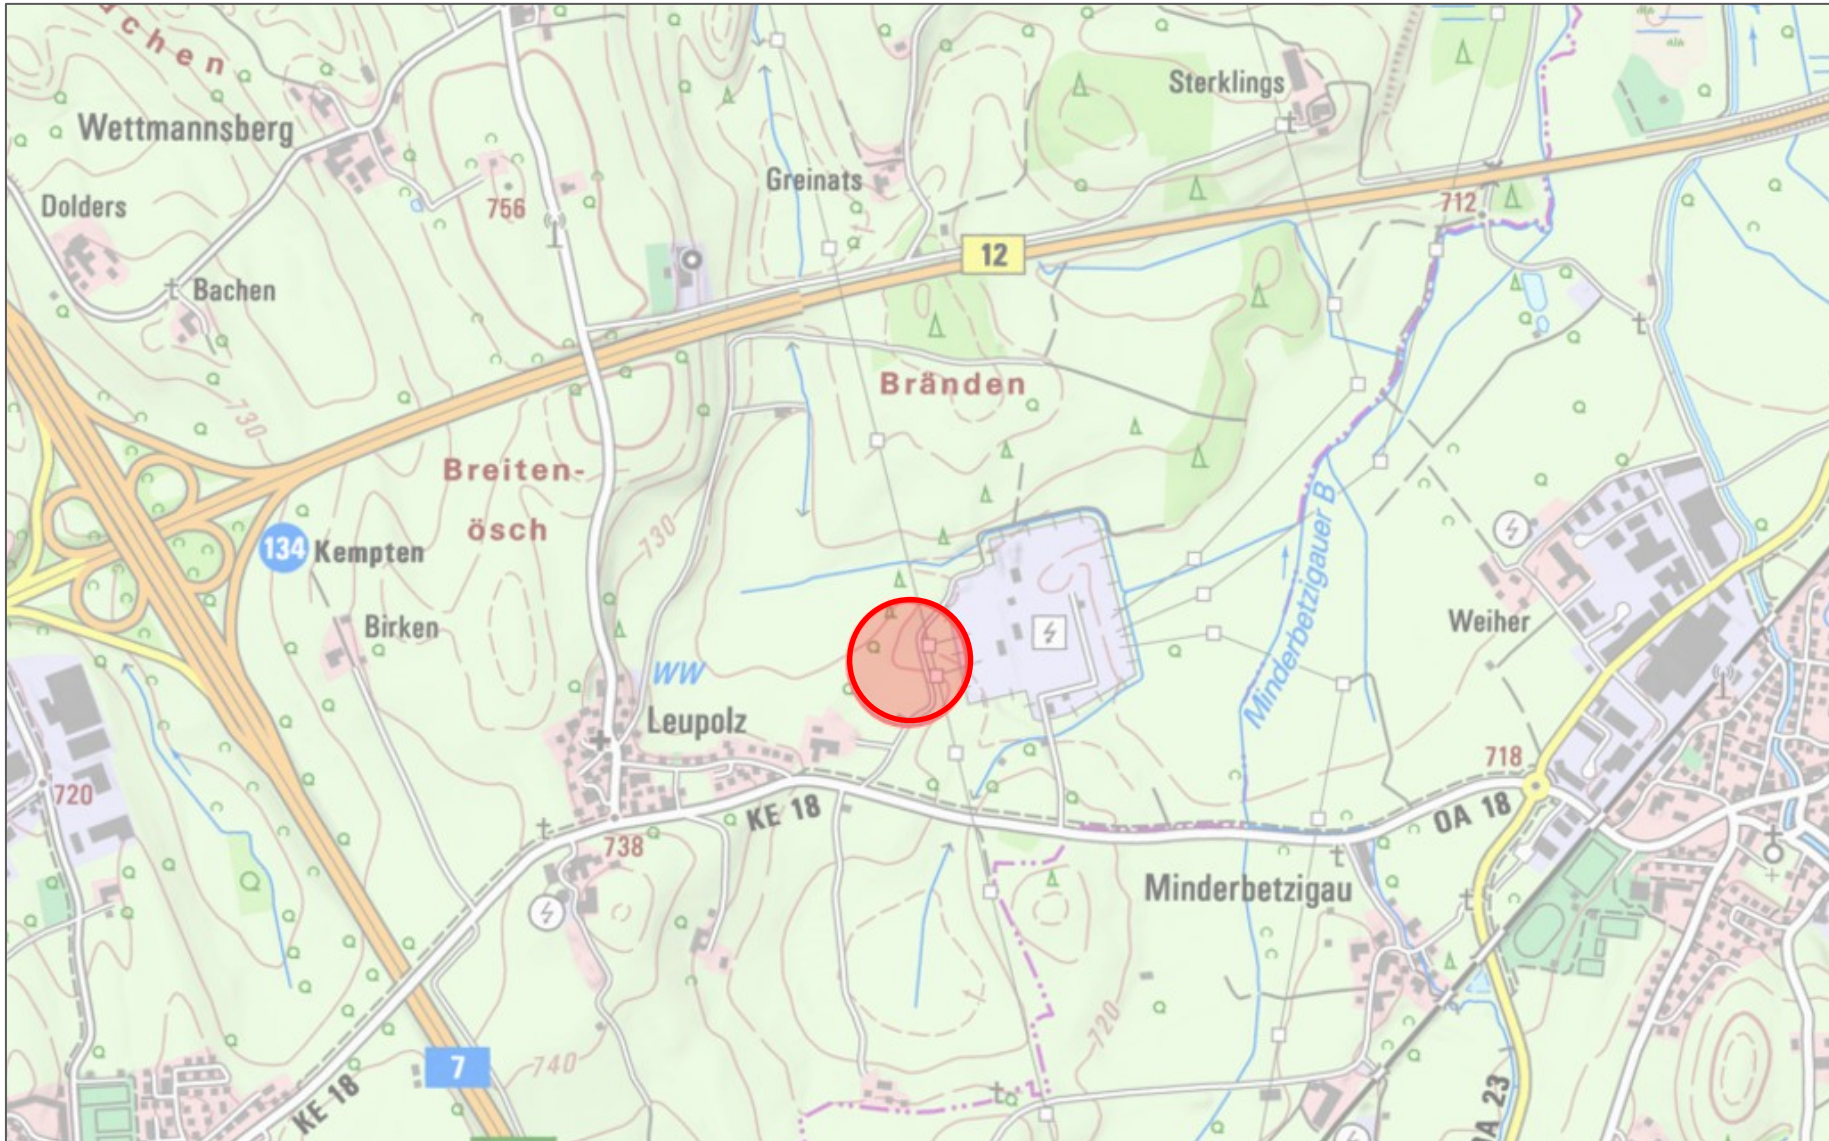 chen
Sterklings
Wettmannsberg
Greinats
Dolders
756
712
12
Bachen
Bränden
730
Breiten-
ösch
134 Kempten
730
Minderbetzigauer B
Birken
Weiher
WW
Leupolz
718
720
KE 18
OA 18
738
Minderbetzigau
720
7
740
KE 18
OA 23